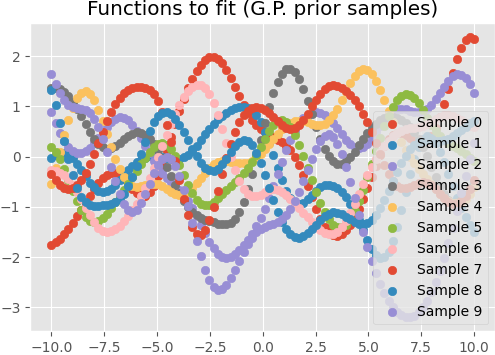 Functions to fit (G.P. prior samples)
2
1
0
−1
−2
−3
−10.0 −7.5 −5.0 −2.5 0.0 2.5 5.0 7.5 10.0
Sample 0
Sample 1
Sample 2
Sample 3
Sample 4
Sample 5
Sample 6
Sample 7
Sample 8
Sample 9